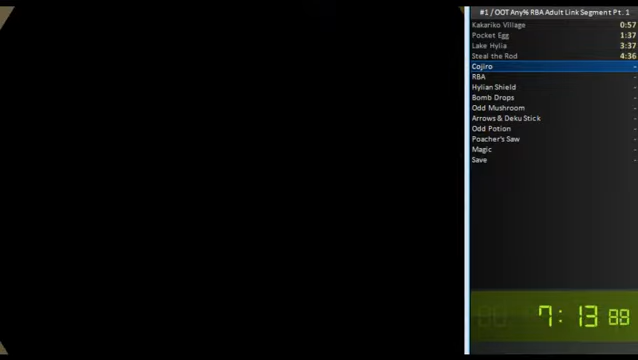 #1 / OOT Any% RBA Adult Link Segment Pt. 1
Kakariko Village 0:57
Pocket Egg 1:37
Lake Hylia 3:37
Steal the Rod 4:36
Cojiro -
RBA -
Hylian Shield -
Bomb Drops -
Odd Mushroom -
Arrows & Deku Stick -
Odd Potion -
Poacher's Saw -
Magic -
Save -
7:13 88